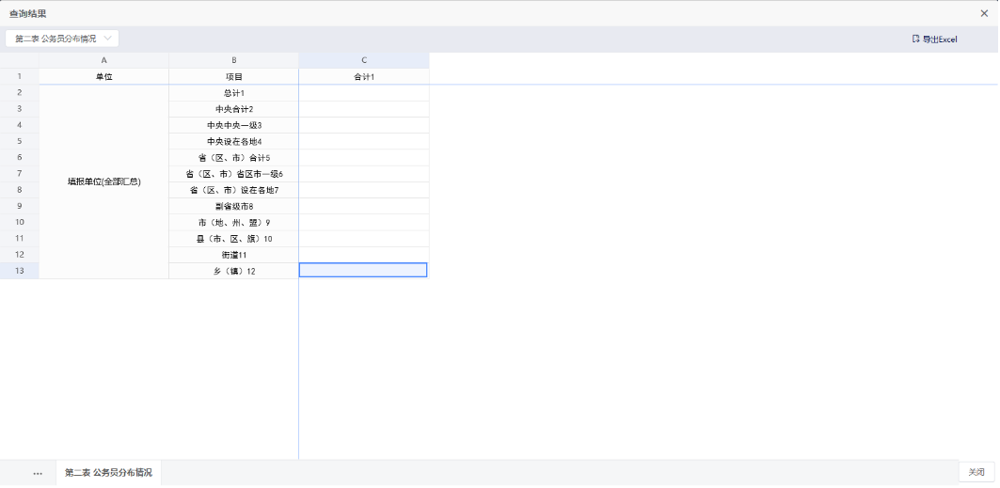 查询结果
第二表 公务员分布情况
导出Excel
A B C
1 单位 项目 合计1
2 总计1
3 中央合计2
4 中央中央一级3
5 中央设在各地4
6 省（区、市）合计5
7 填报单位(全部汇总) 省（区、市）省区市一级6
8 省（区、市）设在各地7
9 副省级市8
10 市（地、州、盟）9
11 县（市、区、旗）10
12 街道11
13 乡（镇）12
... 第二表 公务员分布情况 关闭